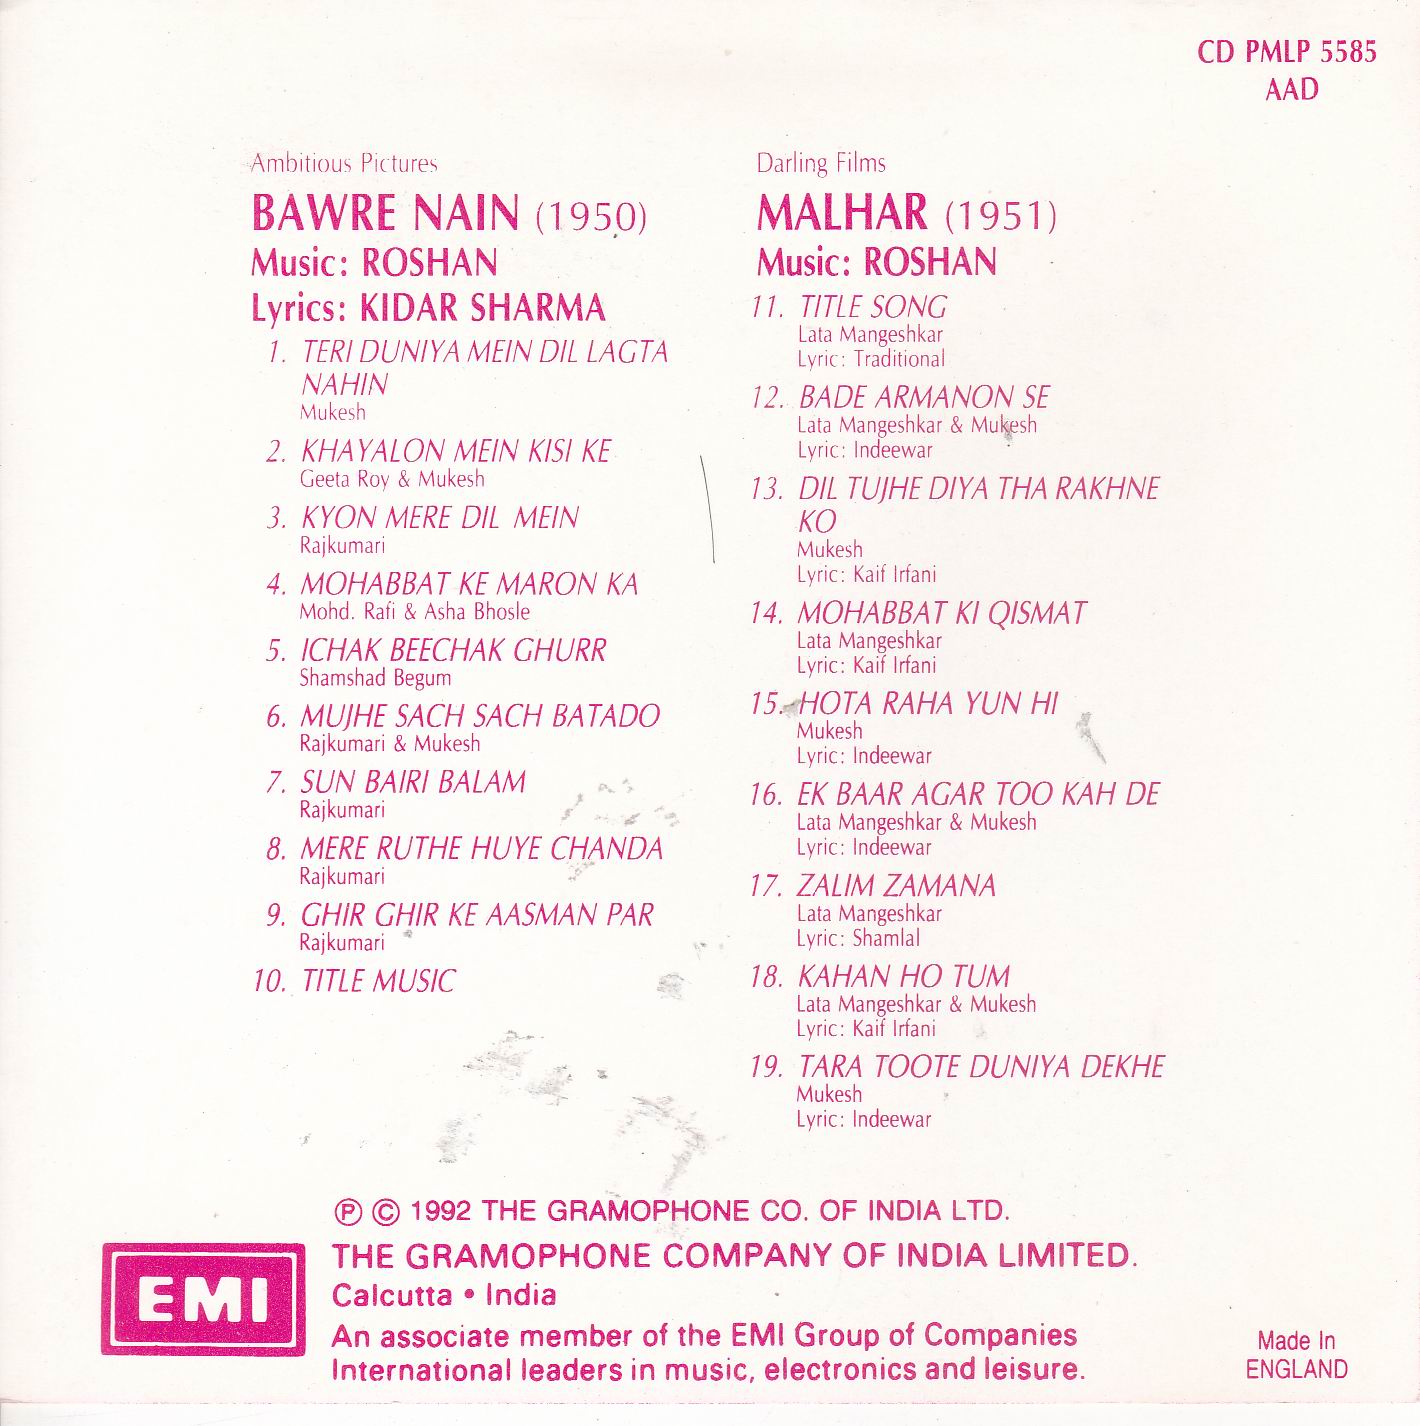 CD PMLP 5585
AAD
Ambitious Pictures
BAWRE NAIN (1950)
Music: ROSHAN
Lyrics: KIDAR SHARMA
1. TERI DUNIYA MEIN DIL LAGTA
NAHIN
Mukesh
2. KHAYALON MEIN KISI KE
Geeta Roy & Mukesh
3. KYON MERE DIL MEIN
Rajkumari
4. MOHABBAT KE MARON KA
Mohd. Rafi & Asha Bhosle
5. ICHAK BEECHAK GHURR
Shamshad Begum
6. MUJHE SACH SACH BATADO
Rajkumari & Mukesh
7. SUN BAIRI BALAM
Rajkumari
8. MERE RUTHE HUYE CHANDA
Rajkumari
9. GHIR GHIR KE AASMAN PAR
Rajkumari
10. TITLE MUSIC
Darling Films
MALHAR (1951)
Music: ROSHAN
11. TITLE SONG
Lata Mangeshkar
Lyric: Traditional
12. BADE ARMANON SE
Lata Mangeshkar & Mukesh
Lyric: Indeewar
13. DIL TUJHE DIYA THA RAKHNE
KO
Mukesh
Lyric: Kaif Irfani
14. MOHABBAT KI QISMAT
Lata Mangeshkar
Lyric: Kaif Irfani
15. HOTA RAHA YUN HI
Mukesh
Lyric: Indeewar
16. EK BAAR AGAR TOO KAH DE
Lata Mangeshkar & Mukesh
Lyric: Indeewar
17. ZALIM ZAMANA
Lata Mangeshkar
Lyric: Shamlal
18. KAHAN HO TUM
Lata Mangeshkar & Mukesh
Lyric: Kaif Irfani
19. TARA TOOTE DUNIYA DEKHE
Mukesh
Lyric: Indeewar
℗ © 1992 THE GRAMOPHONE CO. OF INDIA LTD.
EMI
THE GRAMOPHONE COMPANY OF INDIA LIMITED.
Calcutta • India
An associate member of the EMI Group of Companies
International leaders in music, electronics and leisure.
Made In
ENGLAND